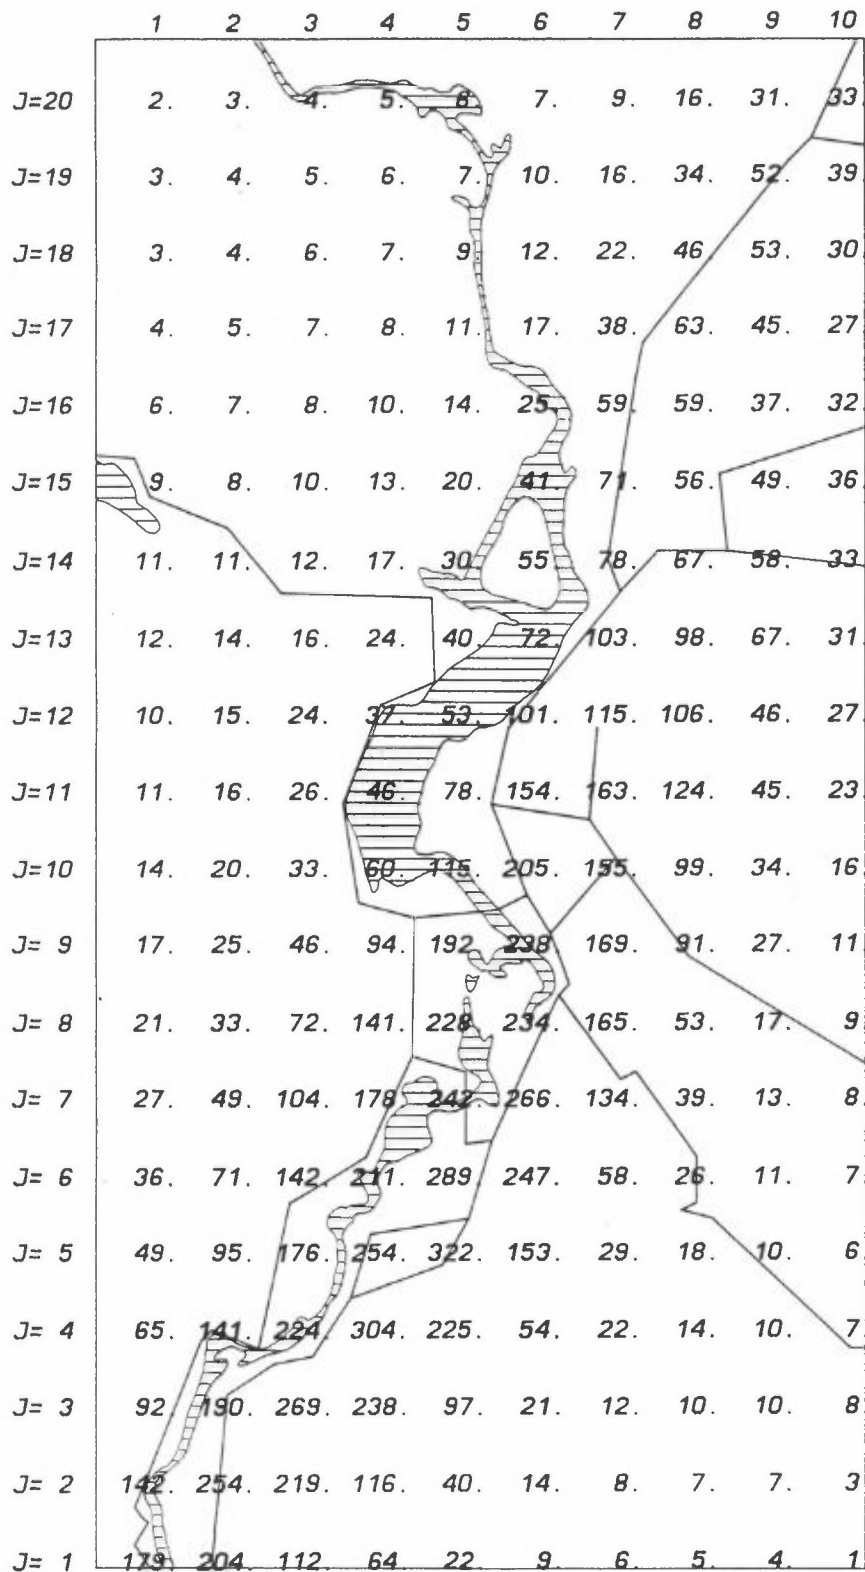 1 2 3 4 5 6 7 8 9 10
J=20 2. 3. 4. 5. 8. 7. 9. 16. 31. 33.
J=19 3. 4. 5. 6. 7. 10. 16. 34. 52. 39.
J=18 3. 4. 6. 7. 9. 12. 22. 46. 53. 30.
J=17 4. 5. 7. 8. 11. 17. 38. 63. 45. 27.
J=16 6. 7. 8. 10. 14. 25. 59. 59. 37. 32.
J=15 9. 8. 10. 13. 20. 41. 71. 56. 49. 36.
J=14 11. 11. 12. 17. 30. 55. 78. 67. 58. 33.
J=13 12. 14. 16. 24. 40. 72. 103. 98. 67. 31.
J=12 10. 15. 24. 37. 53. 101. 115. 106. 46. 27.
J=11 11. 16. 26. 46. 78. 154. 163. 124. 45. 23.
J=10 14. 20. 33. 60. 115. 205. 155. 99. 34. 16.
J= 9 17. 25. 46. 94. 192. 238. 169. 91. 27. 11.
J= 8 21. 33. 72. 141. 228. 234. 165. 53. 17. 9.
J= 7 27. 49. 104. 178. 242. 266. 134. 39. 13. 8.
J= 6 36. 71. 142. 211. 289. 247. 58. 26. 11. 7.
J= 5 49. 95. 176. 254. 322. 153. 29. 18. 10. 6.
J= 4 65. 141. 224. 304. 225. 54. 22. 14. 10. 7.
J= 3 92. 190. 269. 238. 97. 21. 12. 10. 10. 8.
J= 2 142. 254. 219. 116. 40. 14. 8. 7. 7. 3.
J= 1 179. 204. 112. 64. 22. 9. 6. 5. 4. 1.